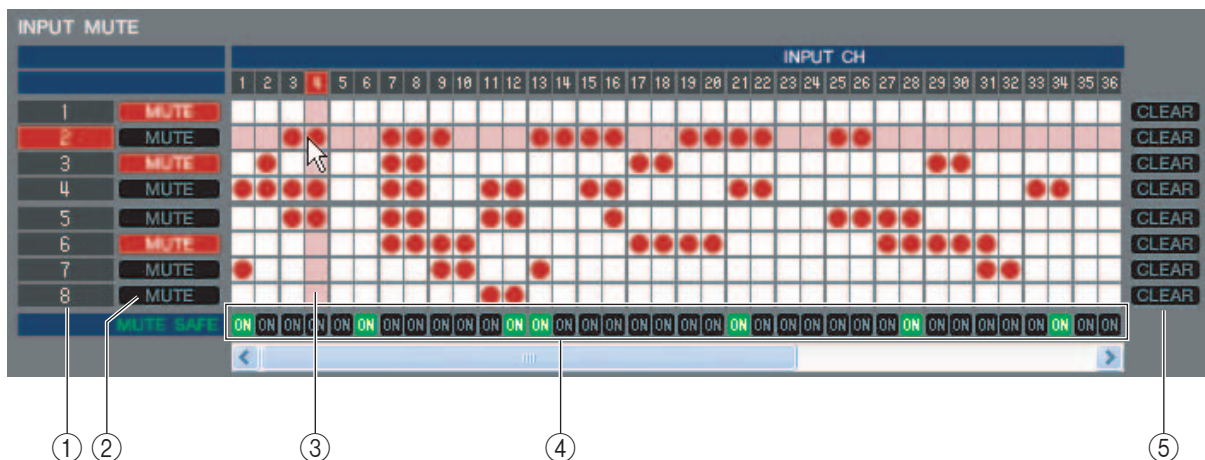 INPUT MUTE
INPUT CH
1 2 3 4 5 6 7 8 9 10 11 12 13 14 15 16 17 18 19 20 21 22 23 24 25 26 27 28 29 30 31 32 33 34 35 36
1 MUTE CLEAR
2 MUTE CLEAR
3 MUTE CLEAR
4 MUTE CLEAR
5 MUTE CLEAR
6 MUTE CLEAR
7 MUTE CLEAR
8 MUTE CLEAR
MUTE SAFE ON ON ON ON ON ON ON ON ON ON ON ON ON ON ON ON ON ON ON ON ON ON ON ON ON ON ON ON ON ON ON ON ON ON ON ON
① ② ③ ④ ⑤